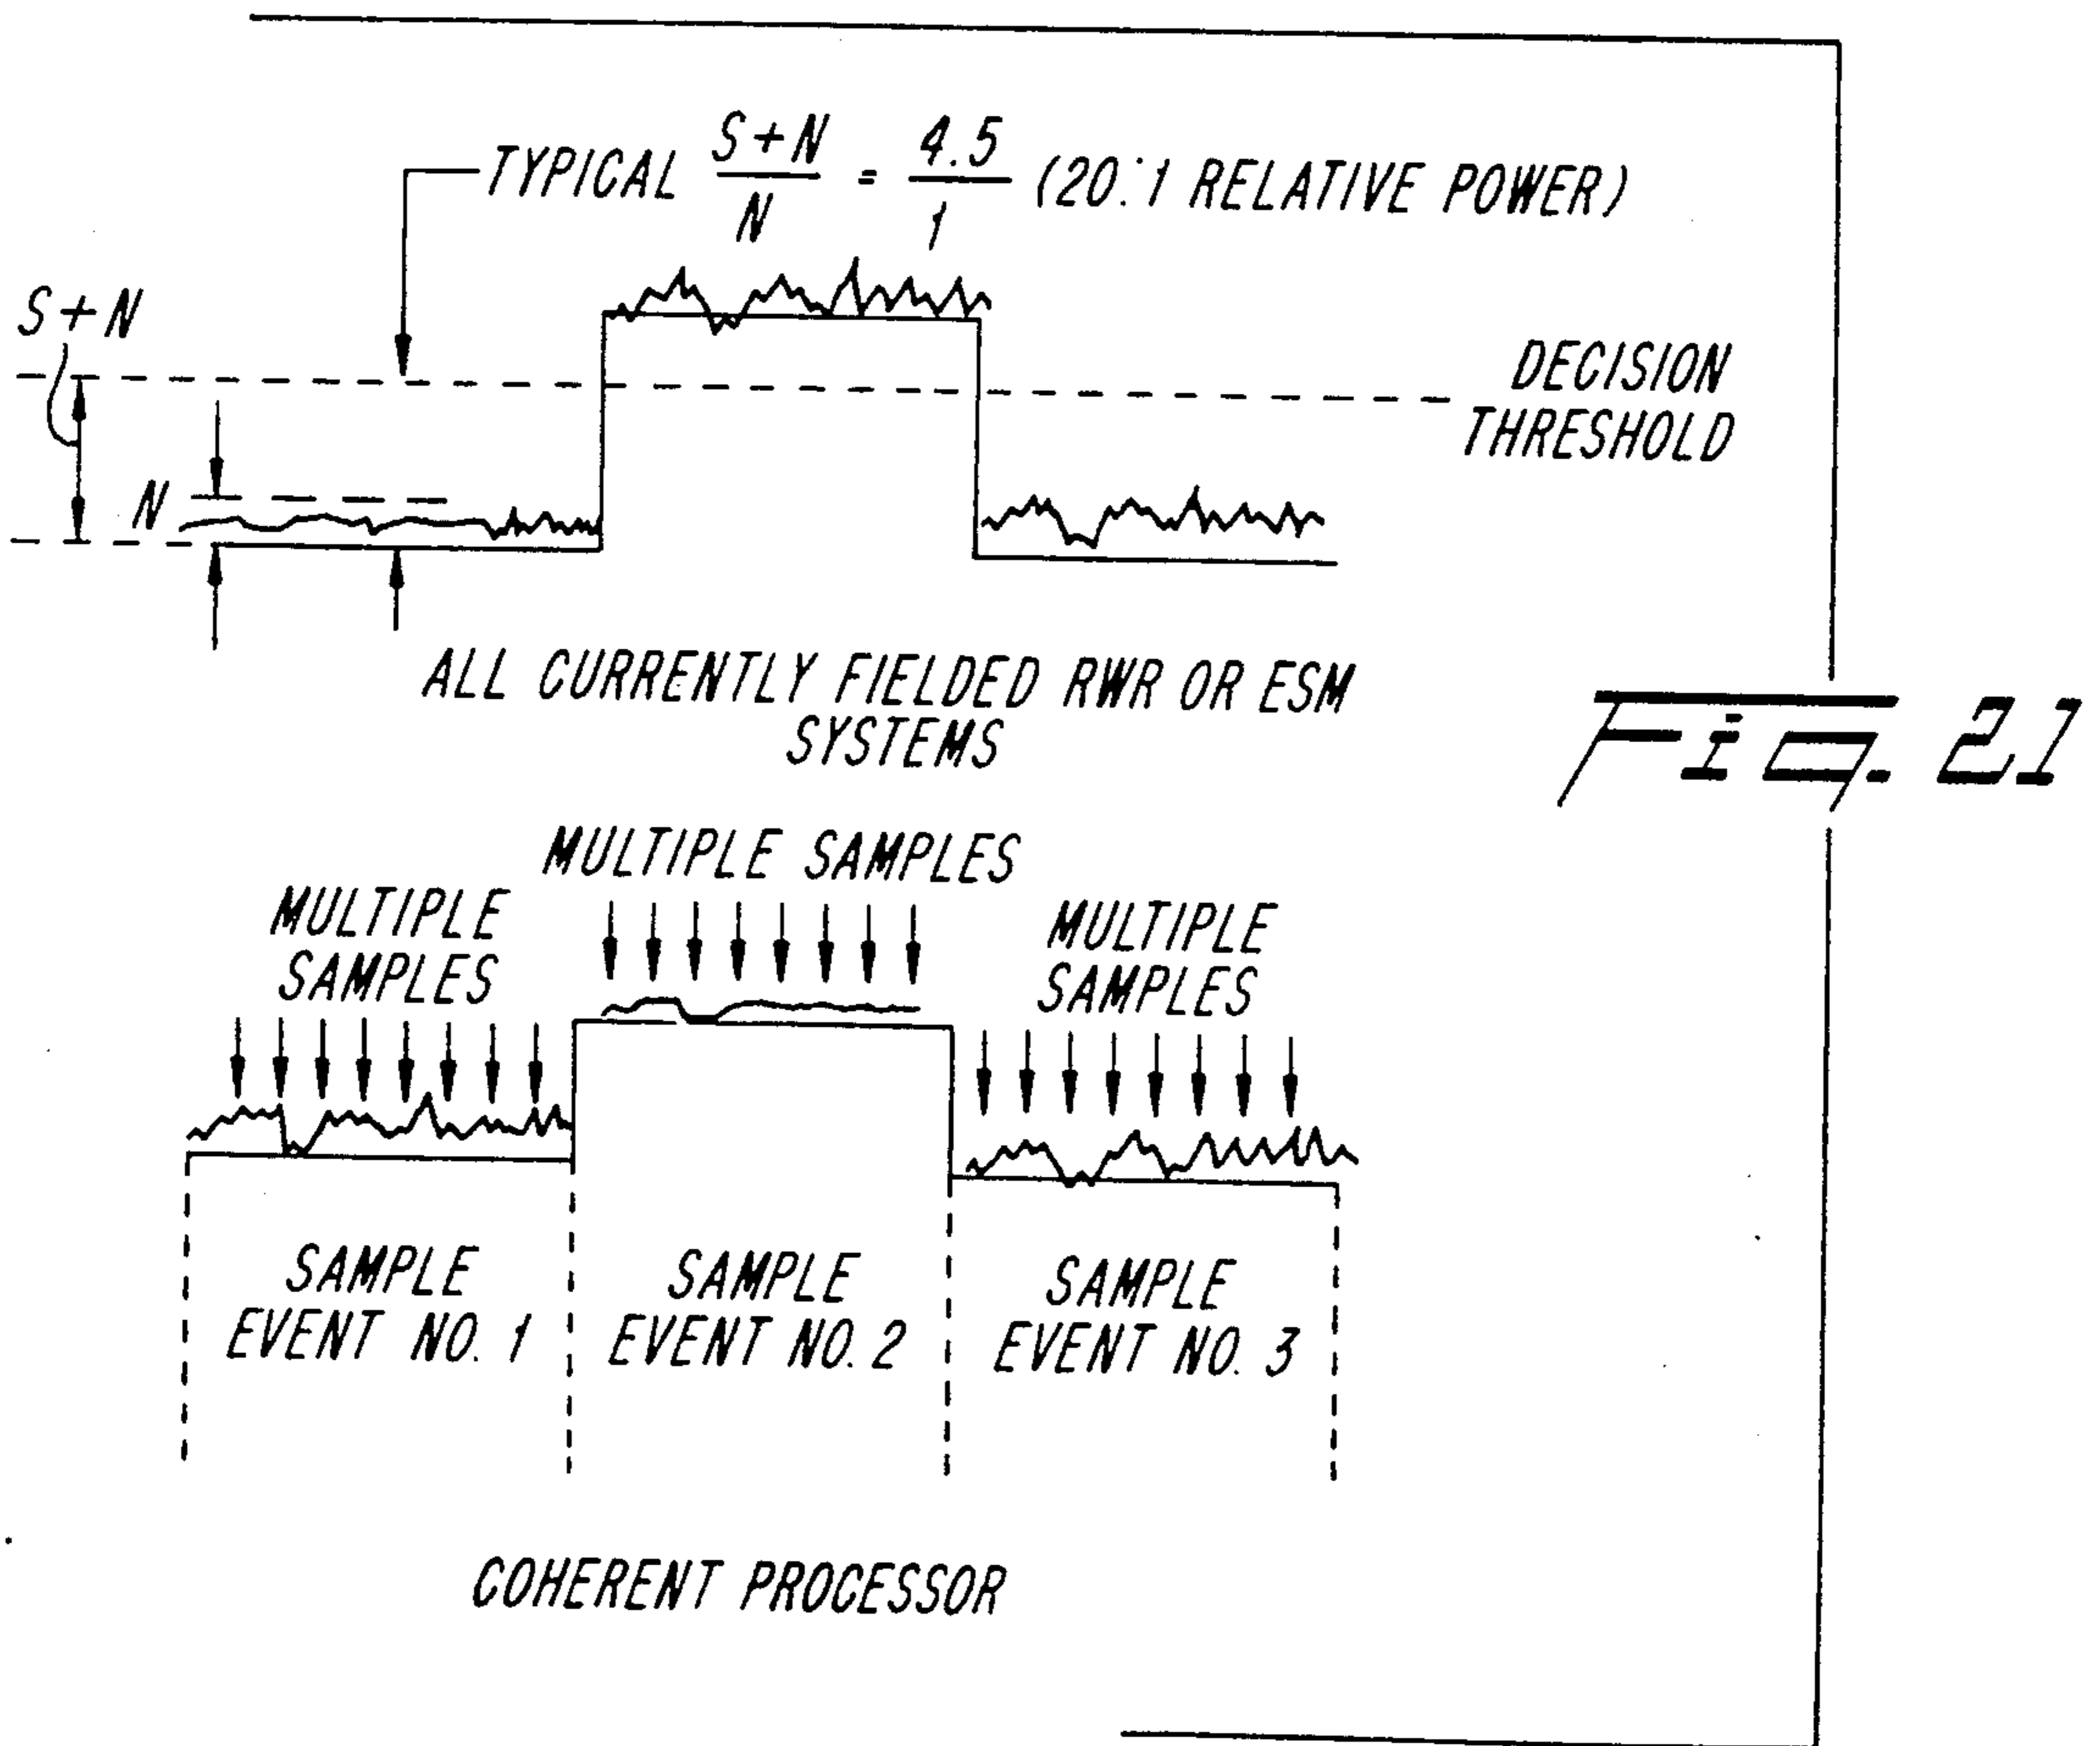 TYPICAL S+N/N = 4.5/1 (20:1 RELATIVE POWER)
S+N
DECISION
THRESHOLD
N
ALL CURRENTLY FIELDED RWR OR ESM
SYSTEMS
Fig. 21
MULTIPLE SAMPLES
MULTIPLE
SAMPLES
MULTIPLE
SAMPLES
SAMPLE
EVENT NO. 1
SAMPLE
EVENT NO. 2
SAMPLE
EVENT NO. 3
COHERENT PROCESSOR